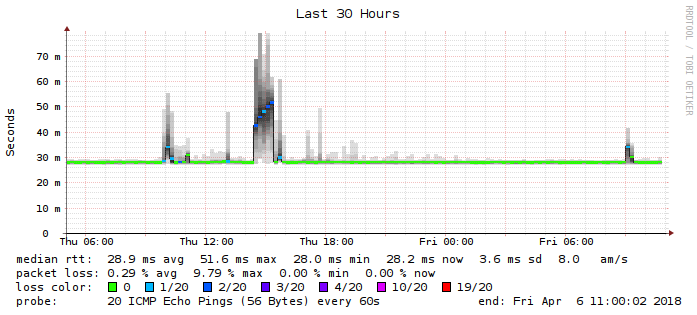 Last 30 Hours
RRDTOOL / TOBI OETIKER
Seconds
70 m
60 m
50 m
40 m
30 m
20 m
10 m
0
Thu 06:00 Thu 12:00 Thu 18:00 Fri 00:00 Fri 06:00
median rtt: 28.9 ms avg 51.6 ms max 28.0 ms min 28.2 ms now 3.6 ms sd 8.0 am/s
packet loss: 0.29 % avg 9.79 % max 0.00 % min 0.00 % now
loss color: 0 1/20 2/20 3/20 4/20 10/20 19/20
probe: 20 ICMP Echo Pings (56 Bytes) every 60s end: Fri Apr 6 11:00:02 2018